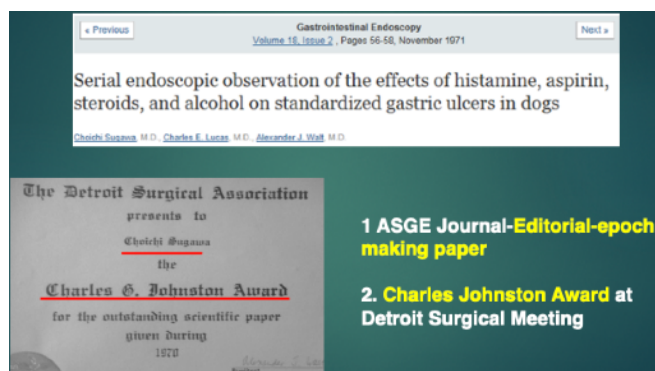 « Previous
Gastrointestinal Endoscopy
Volume 18, Issue 2 , Pages 56-58, November 1971
Next »
Serial endoscopic observation of the effects of histamine, aspirin,
steroids, and alcohol on standardized gastric ulcers in dogs
Choichi Sugawa, M.D., Charles E. Lucas, M.D., Alexander J. Walt, M.D.
The Detroit Surgical Association
presents to
Choichi Sugawa
the
Charles G. Johnston Award
for the outstanding scientific paper
given during
1970
1 ASGE Journal-Editorial-epoch
making paper
2. Charles Johnston Award at
Detroit Surgical Meeting